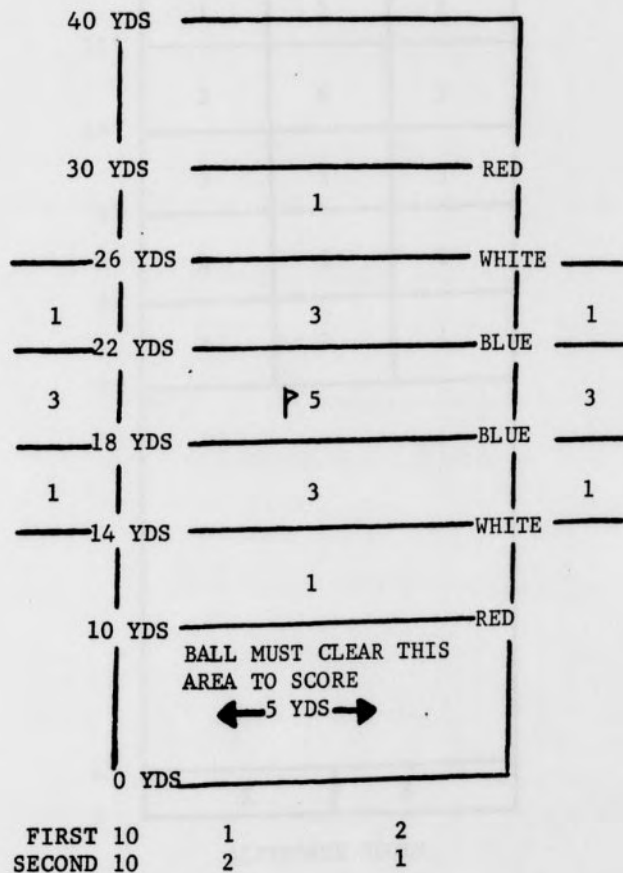 40 YDS
30 YDS RED
1
26 YDS WHITE
1 3 1
22 YDS BLUE
3 5 3
18 YDS BLUE
1 3 1
14 YDS WHITE
1
10 YDS RED
BALL MUST CLEAR THIS
AREA TO SCORE
5 YDS
0 YDS
FIRST 10 1 2
SECOND 10 2 1